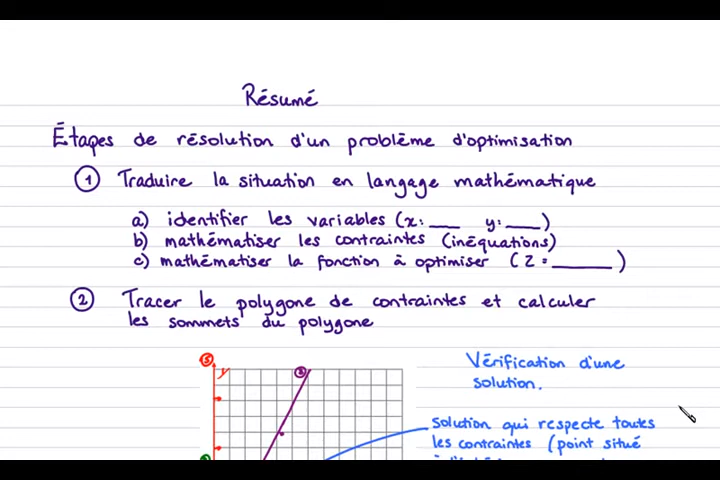 Résumé
Étapes de résolution d'un problème d'optimisation
① Traduire la situation en langage mathématique
a) identifier les variables (x: ___ y: ___)
b) mathématiser les contraintes (inéquations)
c) mathématiser la fonction à optimiser (Z = ______)
② Tracer le polygone de contraintes et calculer
les sommets du polygone
⑤
y
Vérification d'une
solution.
Solution qui respecte toutes
les contraintes (point situé